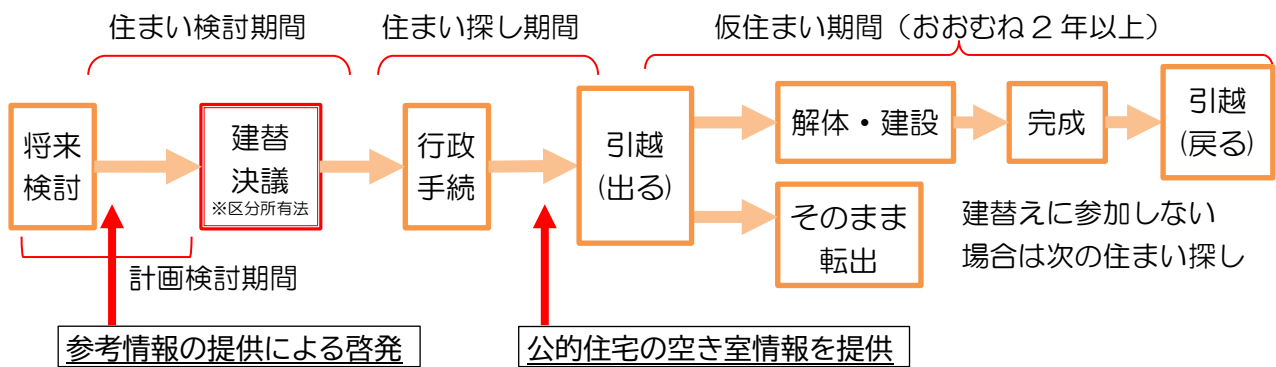 住まい検討期間
住まい探し期間
仮住まい期間（おおむね２年以上）
将来
検討
建替
決議
※区分所有法
行政
手続
引越
(出る)
解体・建設
完成
引越
(戻る)
そのまま
転出
建替えに参加しない
場合は次の住まい探し
計画検討期間
参考情報の提供による啓発
公的住宅の空き室情報を提供